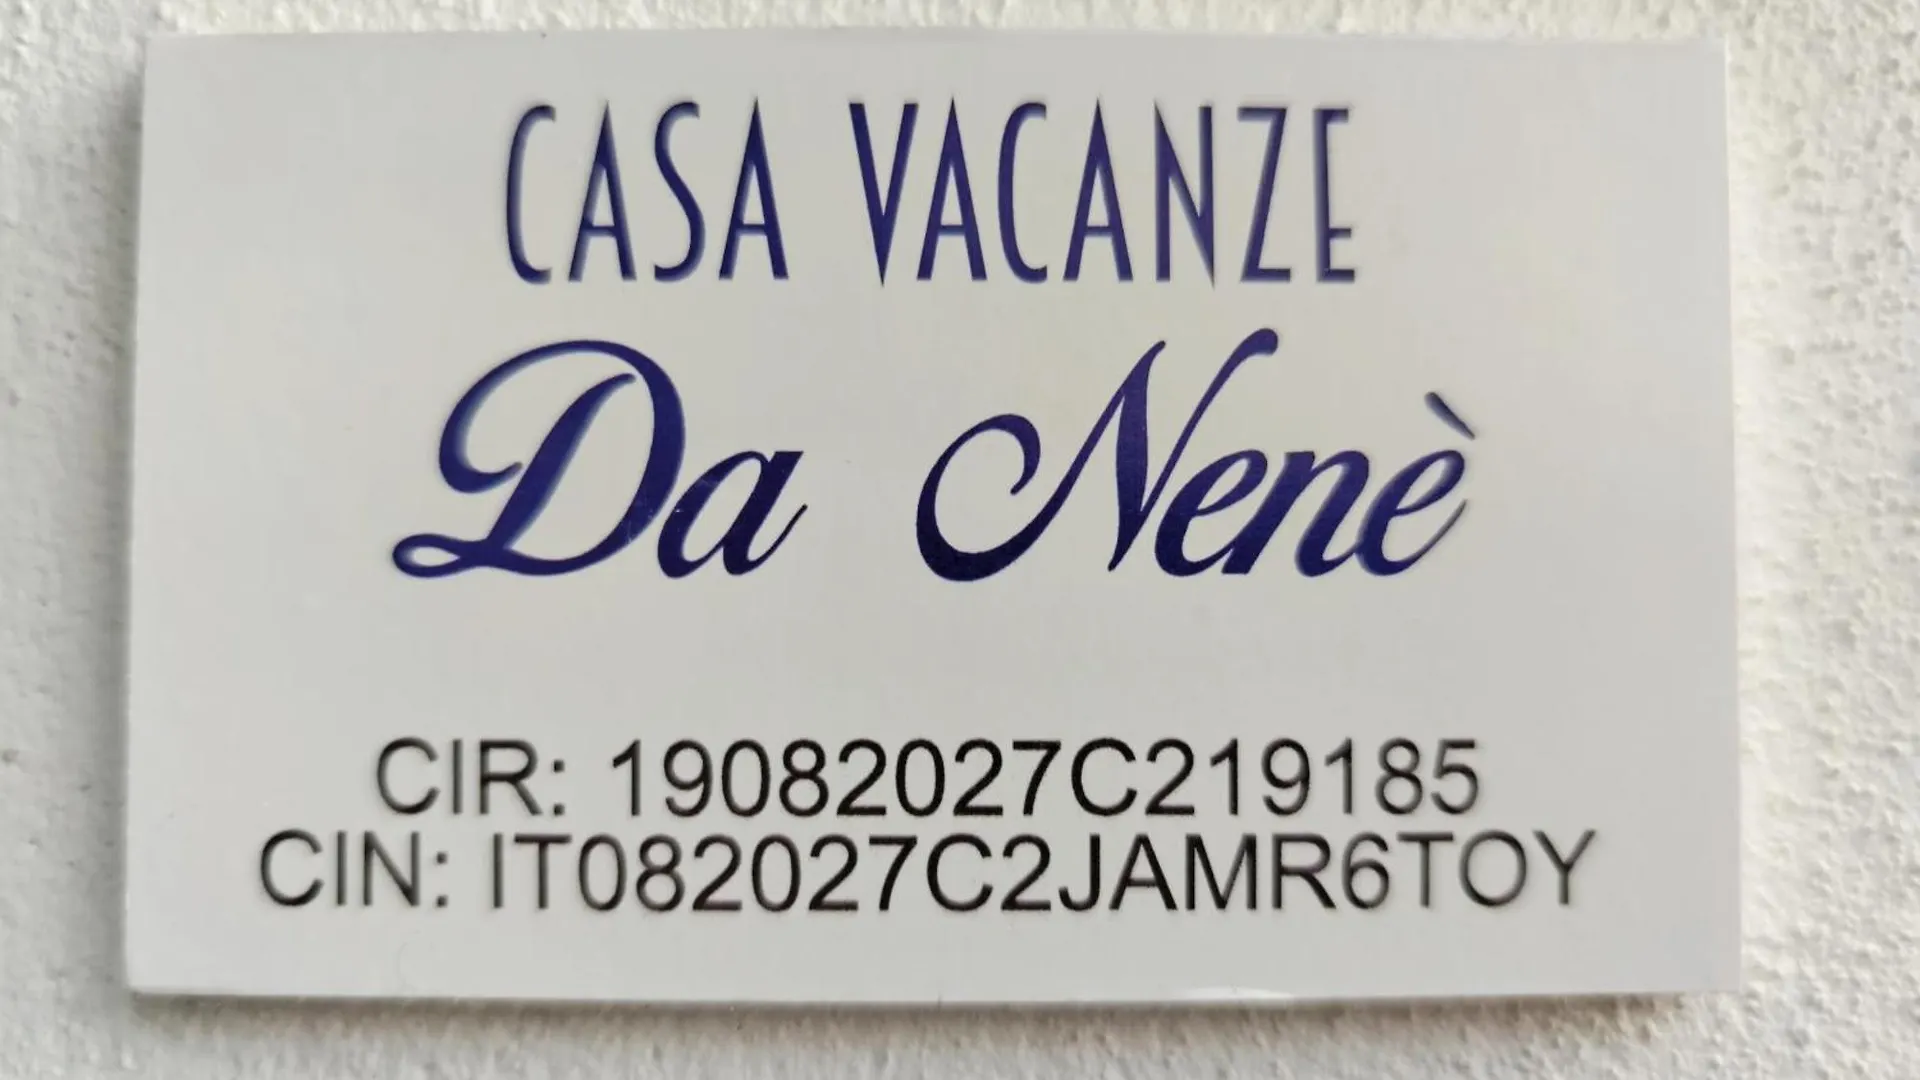 CASA VACANZE
Da Nenè
CIR: 19082027C219185
CIN: IT082027C2JAMR6TOY